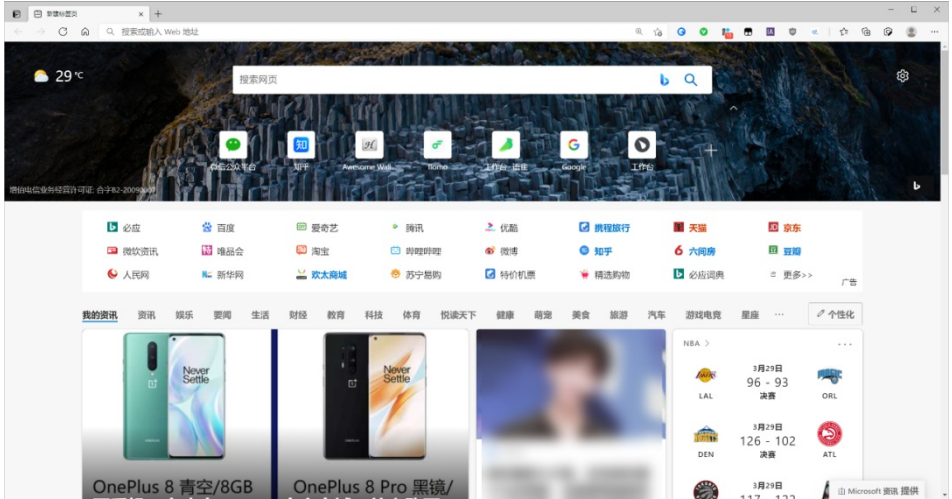 新建标签页
搜索或输入 Web 地址
29 ℃
搜索网页
微信公众平台 知乎 Awesome Wall flomo 工作台·语雀 Google 工作台
增值电信业务经营许可证: 合字B2-20090007
必应 百度 爱奇艺 腾讯 优酷 携程旅行 天猫 京东
微软资讯 唯品会 淘宝 哔哩哔哩 微博 知乎 六间房 豆瓣
人民网 新华网 欢太商城 苏宁易购 特价机票 精选购物 必应词典 更多>>
广告
我的资讯 资讯 娱乐 要闻 生活 财经 教育 科技 体育 悦读天下 健康 萌宠 美食 旅游 汽车 游戏电竞 星座 ··· 个性化
Never Settle
Never Settle
ONEPLUS
ONEPLUS
OnePlus 8 青空/8GB
OnePlus 8 Pro 黑镜/
NBA
3月29日
96 - 93
LAL 决赛 ORL
3月29日
126 - 102
DEN 决赛 ATL
3月29日
Microsoft 资讯 提供